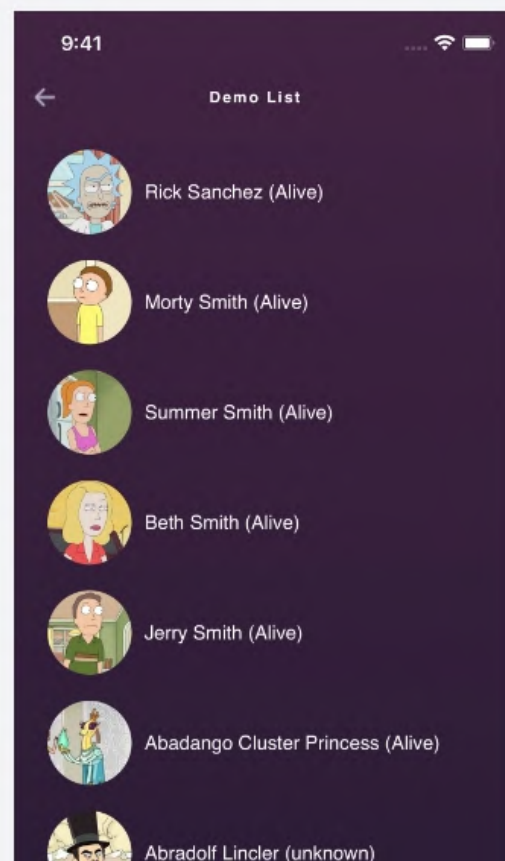 9:41
Demo List
Rick Sanchez (Alive)
Morty Smith (Alive)
Summer Smith (Alive)
Beth Smith (Alive)
Jerry Smith (Alive)
Abadango Cluster Princess (Alive)
Abradolf Lincler (unknown)